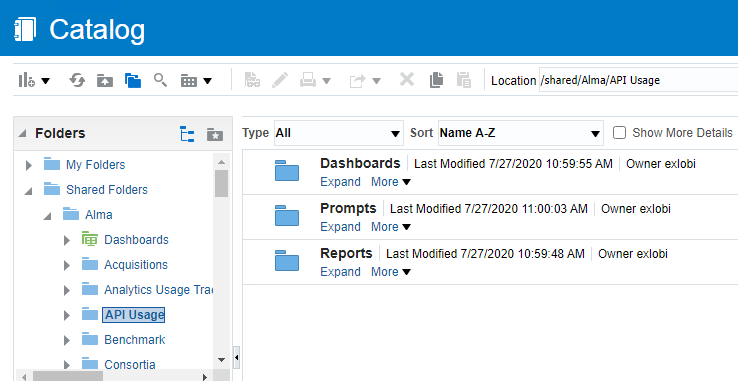 Catalog
Location /shared/Alma/API Usage
Folders
My Folders
Shared Folders
Alma
Dashboards
Acquisitions
Analytics Usage Trac
API Usage
Benchmark
Consortia
Type All Sort Name A-Z Show More Details
Dashboards Last Modified 7/27/2020 10:59:55 AM Owner exlobi
Expand More
Prompts Last Modified 7/27/2020 11:00:03 AM Owner exlobi
Expand More
Reports Last Modified 7/27/2020 10:59:48 AM Owner exlobi
Expand More